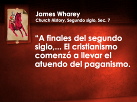 James Wharey
Church History, Segundo siglo, Sec. 7
"A finales del segundo
siglo,... El cristianismo
comenzó a llevar el
atuendo del paganismo.